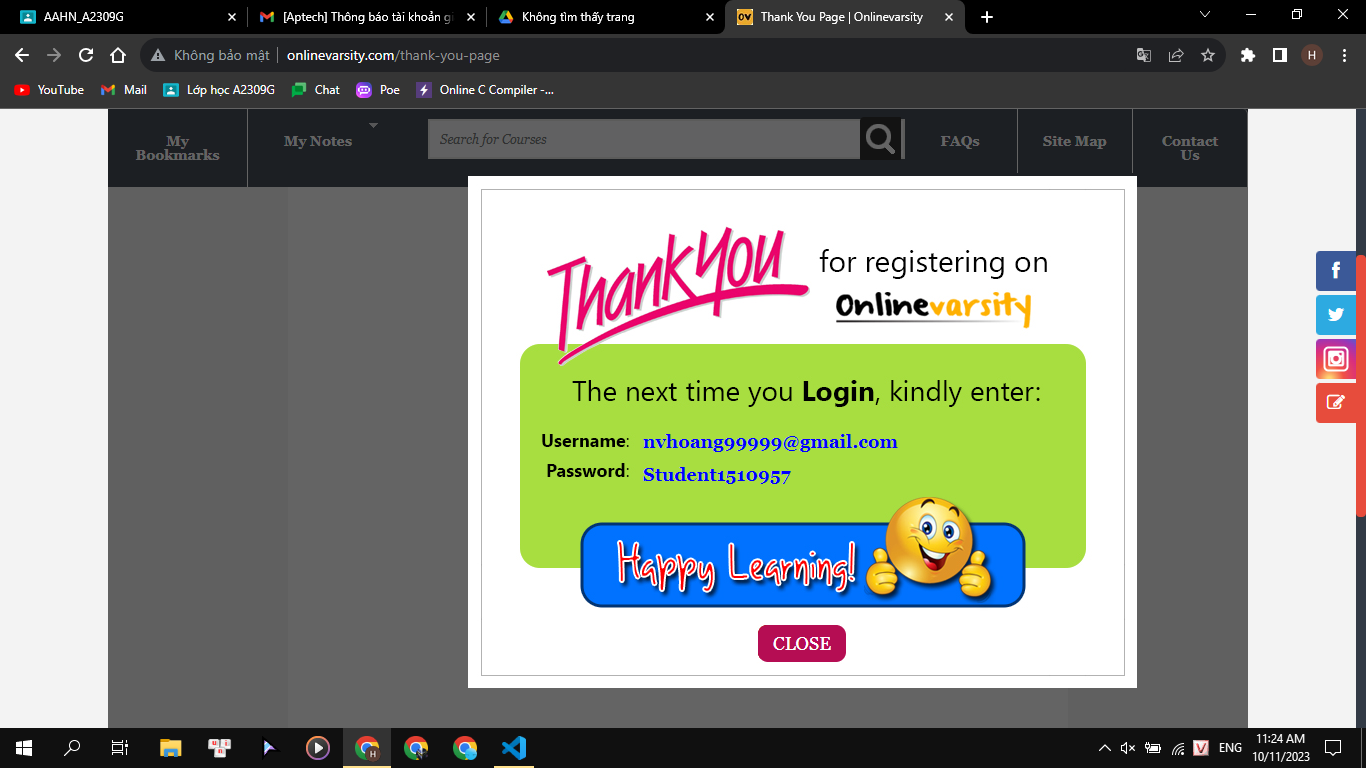 AAHN_A2309G
[Aptech] Thông báo tài khoản gi
Không tìm thấy trang
Thank You Page | Onlinevarsity
Không bảo mật
onlinevarsity.com/thank-you-page
H
YouTube
Mail
Lớp học A2309G
Chat
Poe
Online C Compiler -...
My Bookmarks
My Notes
Search for Courses
FAQs
Site Map
Contact Us
Thank You
for registering on
Onlinevarsity
The next time you Login, kindly enter:
Username: nvhoang99999@gmail.com
Password: Student1510957
Happy Learning!
CLOSE
ENG
11:24 AM
10/11/2023